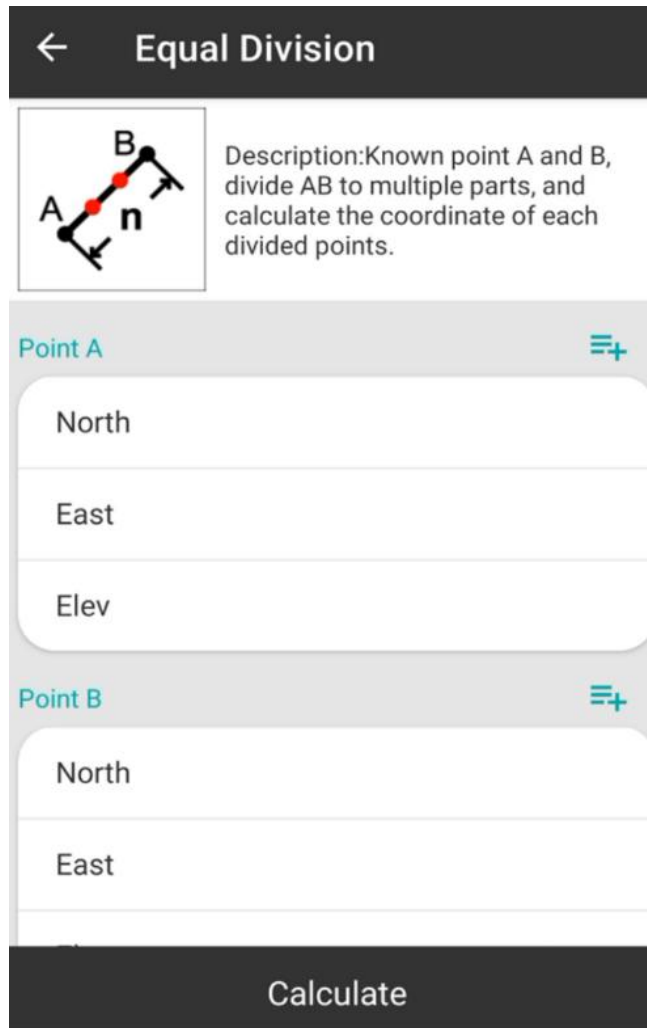 Equal Division
B
A
n
Description:Known point A and B,
divide AB to multiple parts, and
calculate the coordinate of each
divided points.
Point A
North
East
Elev
Point B
North
East
Calculate